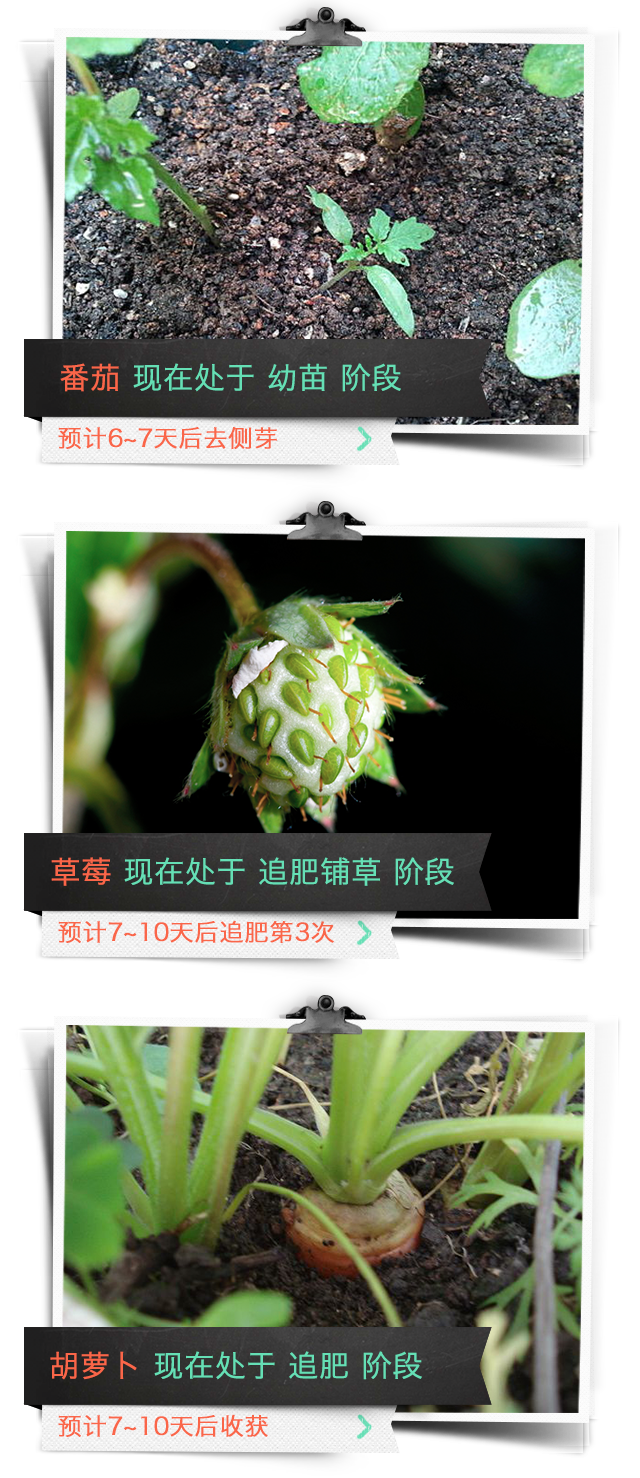 番茄 现在处于 幼苗 阶段
预计6~7天后去侧芽
草莓 现在处于 追肥铺草 阶段
预计7~10天后追肥第3次
胡萝卜 现在处于 追肥 阶段
预计7~10天后收获